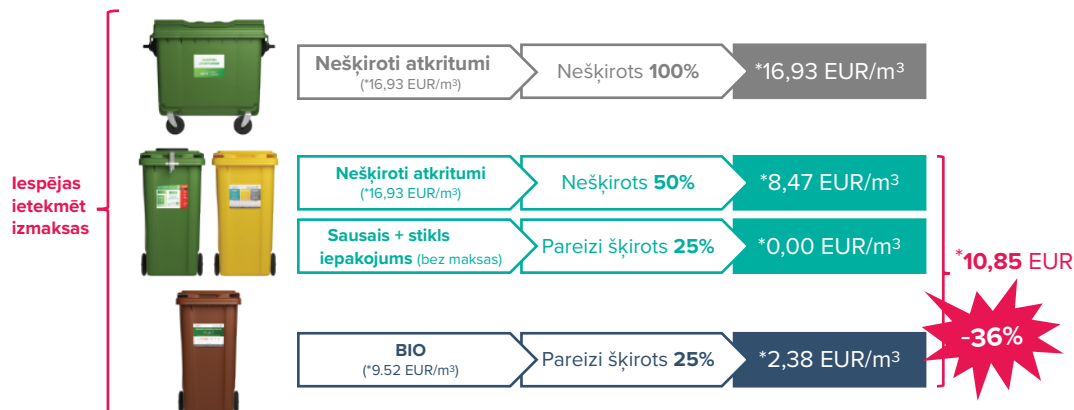 Iespējas
ietekmēt
izmaksas
Nešķiroti atkritumi
(*16,93 EUR/m³)
Nešķirots 100%
*16,93 EUR/m³
Nešķiroti atkritumi
(*16,93 EUR/m³)
Nešķirots 50%
*8,47 EUR/m³
Sausais + stikls
iepakojums (bez maksas)
Pareizi šķirots 25%
*0,00 EUR/m³
BIO
(*9.52 EUR/m³)
Pareizi šķirots 25%
*2,38 EUR/m³
*10,85 EUR
-36%